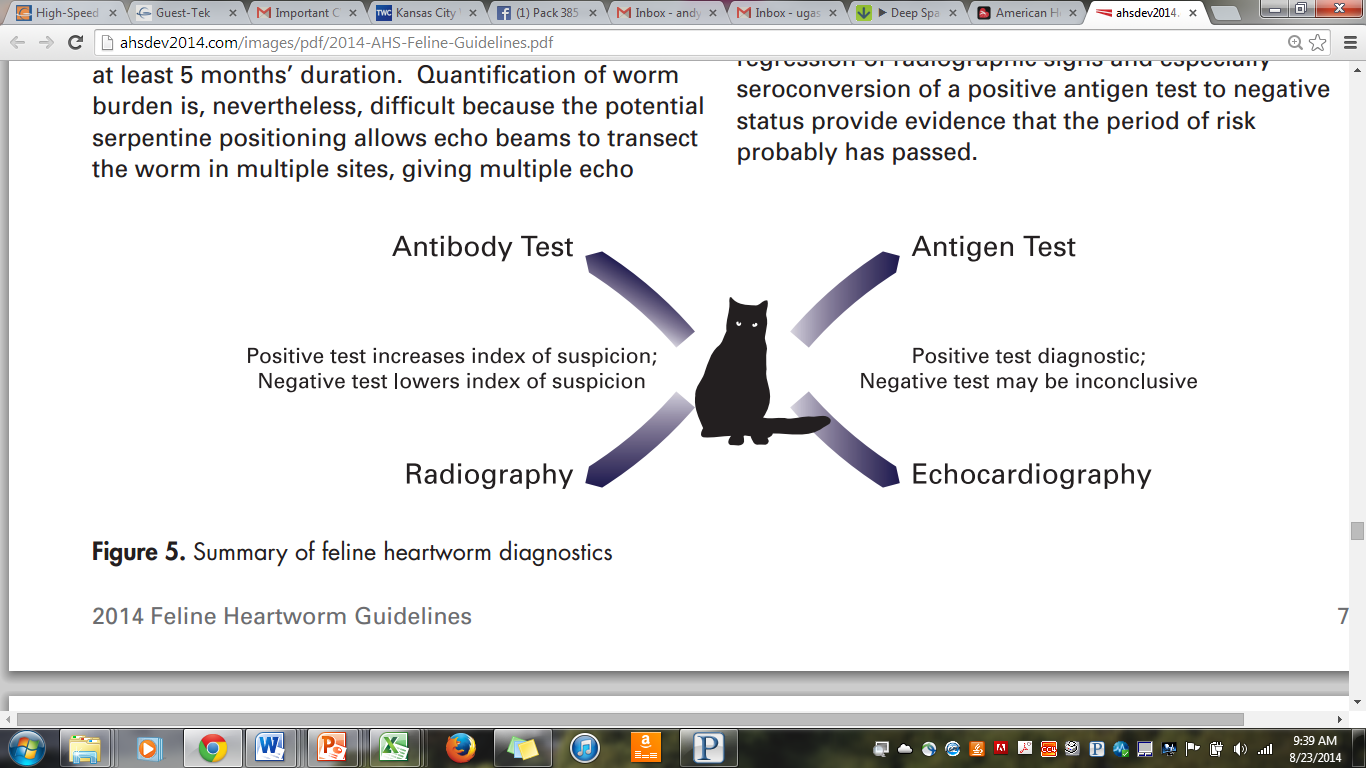 High-Speed
Guest-Tek
Important C
Kansas City
(1) Pack 385
Inbox - andy
Inbox - ugas
Deep Spa
American H
ahsdev2014.
ahsdev2014.com/images/pdf/2014-AHS-Feline-Guidelines.pdf
at least 5 months’ duration. Quantification of worm
burden is, nevertheless, difficult because the potential
serpentine positioning allows echo beams to transect
the worm in multiple sites, giving multiple echo
regression of radiographic signs and especially
seroconversion of a positive antigen test to negative
status provide evidence that the period of risk
probably has passed.
Antibody Test
Antigen Test
Positive test increases index of suspicion;
Negative test lowers index of suspicion
Positive test diagnostic;
Negative test may be inconclusive
Radiography
Echocardiography
Figure 5. Summary of feline heartworm diagnostics
2014 Feline Heartworm Guidelines
7
9:39 AM
8/23/2014